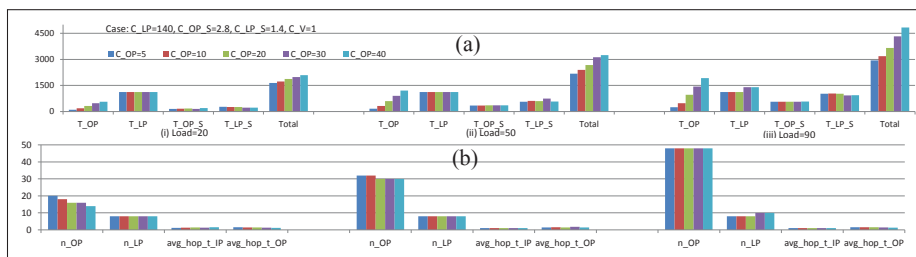 Case: C_LP=140, C_OP_S=2.8, C_LP_S=1.4, C_V=1
(a)
C_OP=5 C_OP=10 C_OP=20 C_OP=30 C_OP=40
4500
3000
1500
0
T_OP T_LP T_OP_S T_LP_S Total T_OP T_LP T_OP_S T_LP_S Total T_OP T_LP T_OP_S T_LP_S Total
(i) Load=20 (ii) Load=50 (iii) Load=90
(b)
50
40
30
20
10
0
n_OP n_LP avg_hop_t_IP avg_hop_t_OP n_OP n_LP avg_hop_t_IP avg_hop_t_OP n_OP n_LP avg_hop_t_IP avg_hop_t_OP